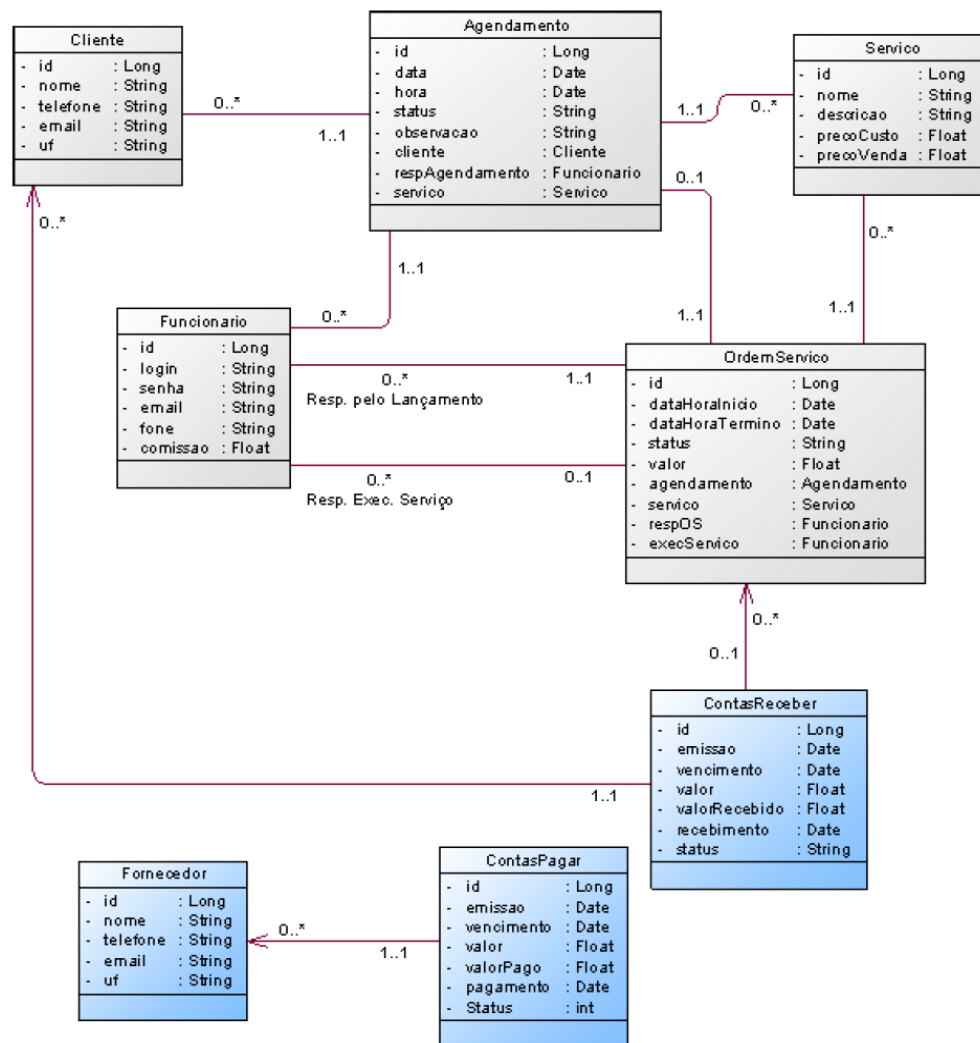 Cliente
- id : Long
- nome : String
- telefone : String
- email : String
- uf : String
0..*
1..1
Agendamento
- id : Long
- data : Date
- hora : Date
- status : String
- observacao : String
- cliente : Cliente
- respAgendamento : Funcionario
- servico : Servico
1..1
0..*
Servico
- id : Long
- nome : String
- descricao : String
- precoCusto : Float
- precoVenda : Float
0..1
0..*
0..*
1..1
0..*
1..1
1..1
Funcionario
- id : Long
- login : String
- senha : String
- email : String
- fone : String
- comissao : Float
0..*
1..1
Resp. pelo Lançamento
0..*
0..1
Resp. Exec. Serviço
OrdemServico
- id : Long
- dataHoraInicio : Date
- dataHoraTermino : Date
- status : String
- valor : Float
- agendamento : Agendamento
- servico : Servico
- respOS : Funcionario
- execServico : Funcionario
0..*
0..1
ContasReceber
- id : Long
- emissao : Date
- vencimento : Date
- valor : Float
- valorRecebido : Float
- recebimento : Date
- status : String
1..1
Fornecedor
- id : Long
- nome : String
- telefone : String
- email : String
- uf : String
0..*
1..1
ContasPagar
- id : Long
- emissao : Date
- vencimento : Date
- valor : Float
- valorPago : Float
- pagamento : Date
- Status : int